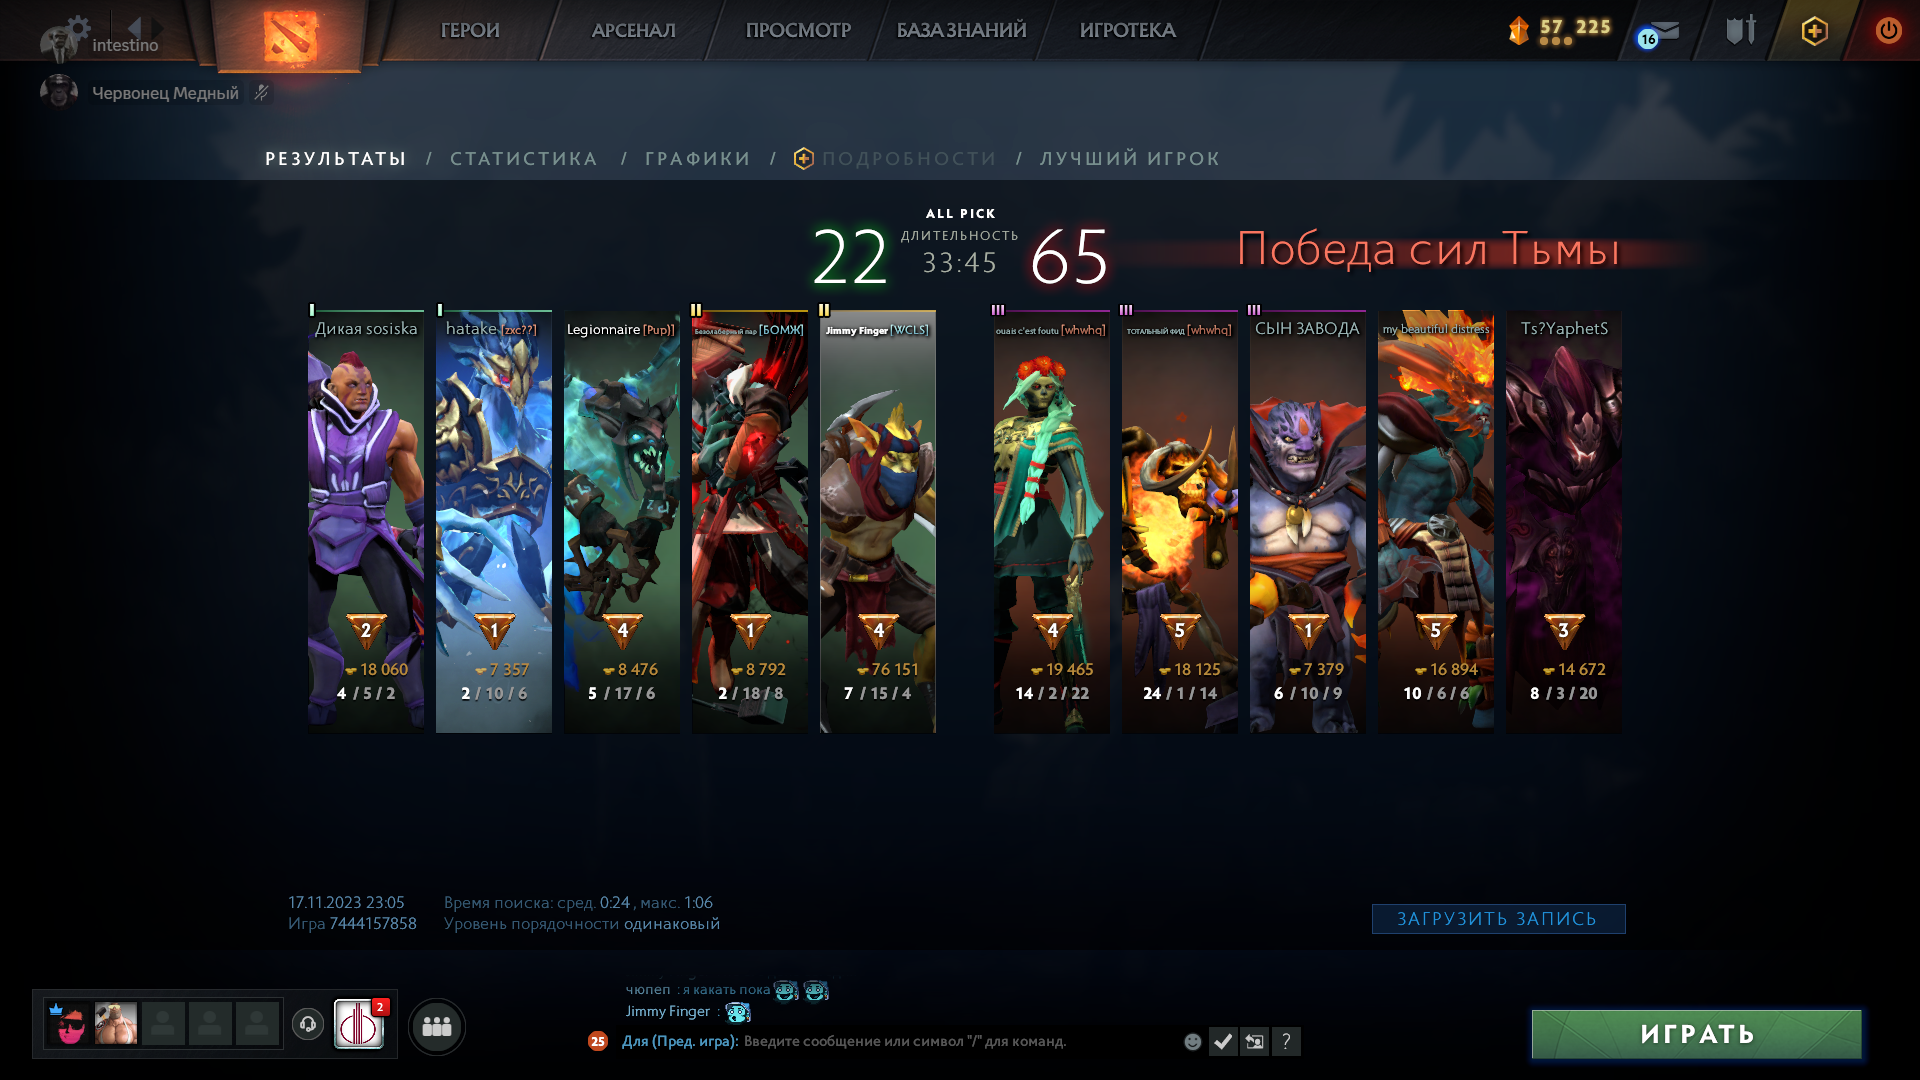 intestino
ГЕРОИ
АРСЕНАЛ
ПРОСМОТР
БАЗА ЗНАНИЙ
ИГРОТЕКА
57 225
16
Червонец Медный
РЕЗУЛЬТАТЫ / СТАТИСТИКА / ГРАФИКИ / ПОДРОБНОСТИ / ЛУЧШИЙ ИГРОК
ALL PICK
22
ДЛИТЕЛЬНОСТЬ
33:45
65
Победа сил Тьмы
I
I
II
II
III
III
III
Дикая sosiska
hatake [zxc??]
Legionnaire [Pup)]
Безолаберный пар [БОМЖ]
Jimmy Finger [WCLS]
ouais c'est foutu [whwhq]
ТОТАЛЬНЫЙ ФИД [whwhq]
СЫН ЗАВОДА
my beautiful distress
Ts?YaphetS
2
1
4
1
4
4
5
1
5
3
18 060
7 357
8 476
8 792
76 151
19 465
18 125
7 379
16 894
14 672
4 / 5 / 2
2 / 10 / 6
5 / 17 / 6
2 / 18 / 8
7 / 15 / 4
14 / 2 / 22
24 / 1 / 14
6 / 10 / 9
10 / 6 / 6
8 / 3 / 20
17.11.2023 23:05
Время поиска: сред. 0:24 , макс. 1:06
Игра 7444157858
Уровень порядочности одинаковый
ЗАГРУЗИТЬ ЗАПИСЬ
чюпеп : я какать пока
Jimmy Finger :
2
25
Для (Пред. игра): Введите сообщение или символ "/" для команд.
?
ИГРАТЬ